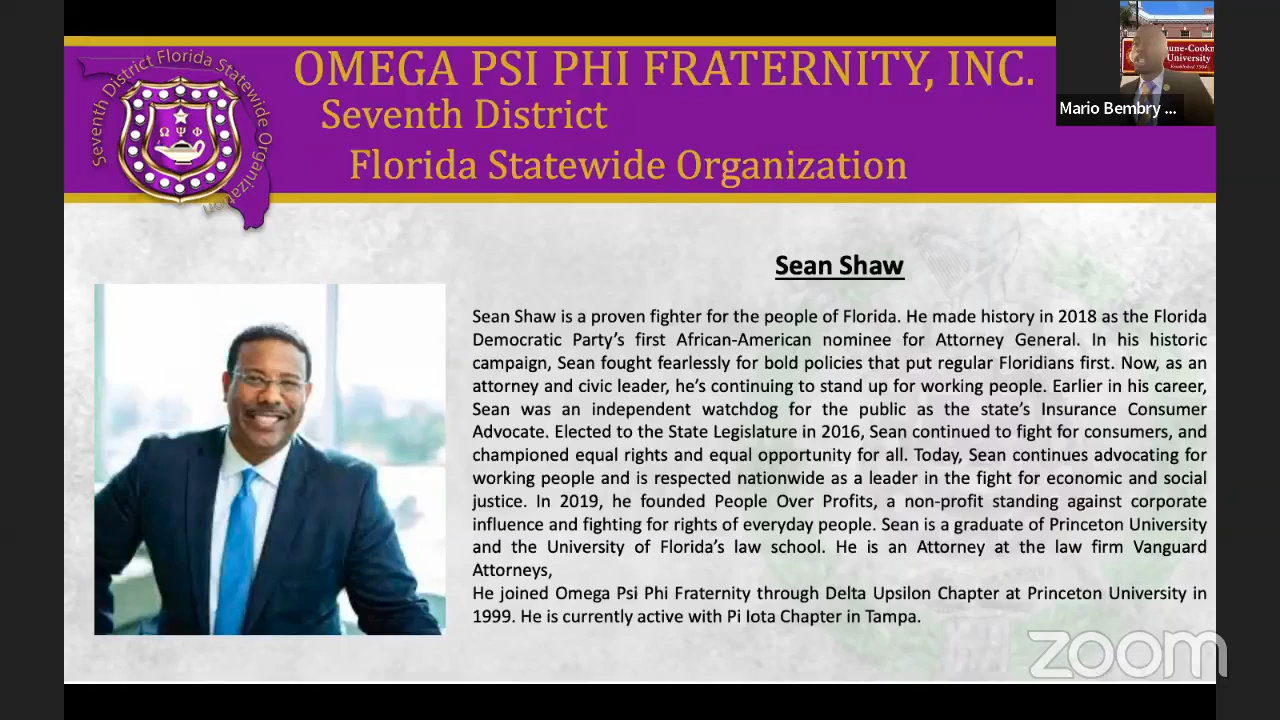 OMEGA PSI PHI FRATERNITY, INC.
Seventh District
Florida Statewide Organization
Seventh District Florida Statewide Organization
Ω Ψ Φ
une-Cookm
University
Established 1904
Mario Bembry ...
Sean Shaw
Sean Shaw is a proven fighter for the people of Florida. He made history in 2018 as the Florida
Democratic Party's first African-American nominee for Attorney General. In his historic
campaign, Sean fought fearlessly for bold policies that put regular Floridians first. Now, as an
attorney and civic leader, he's continuing to stand up for working people. Earlier in his career,
Sean was an independent watchdog for the public as the state's Insurance Consumer
Advocate. Elected to the State Legislature in 2016, Sean continued to fight for consumers, and
championed equal rights and equal opportunity for all. Today, Sean continues advocating for
working people and is respected nationwide as a leader in the fight for economic and social
justice. In 2019, he founded People Over Profits, a non-profit standing against corporate
influence and fighting for rights of everyday people. Sean is a graduate of Princeton University
and the University of Florida's law school. He is an Attorney at the law firm Vanguard
Attorneys,
He joined Omega Psi Phi Fraternity through Delta Upsilon Chapter at Princeton University in
1999. He is currently active with Pi Iota Chapter in Tampa.
zoom